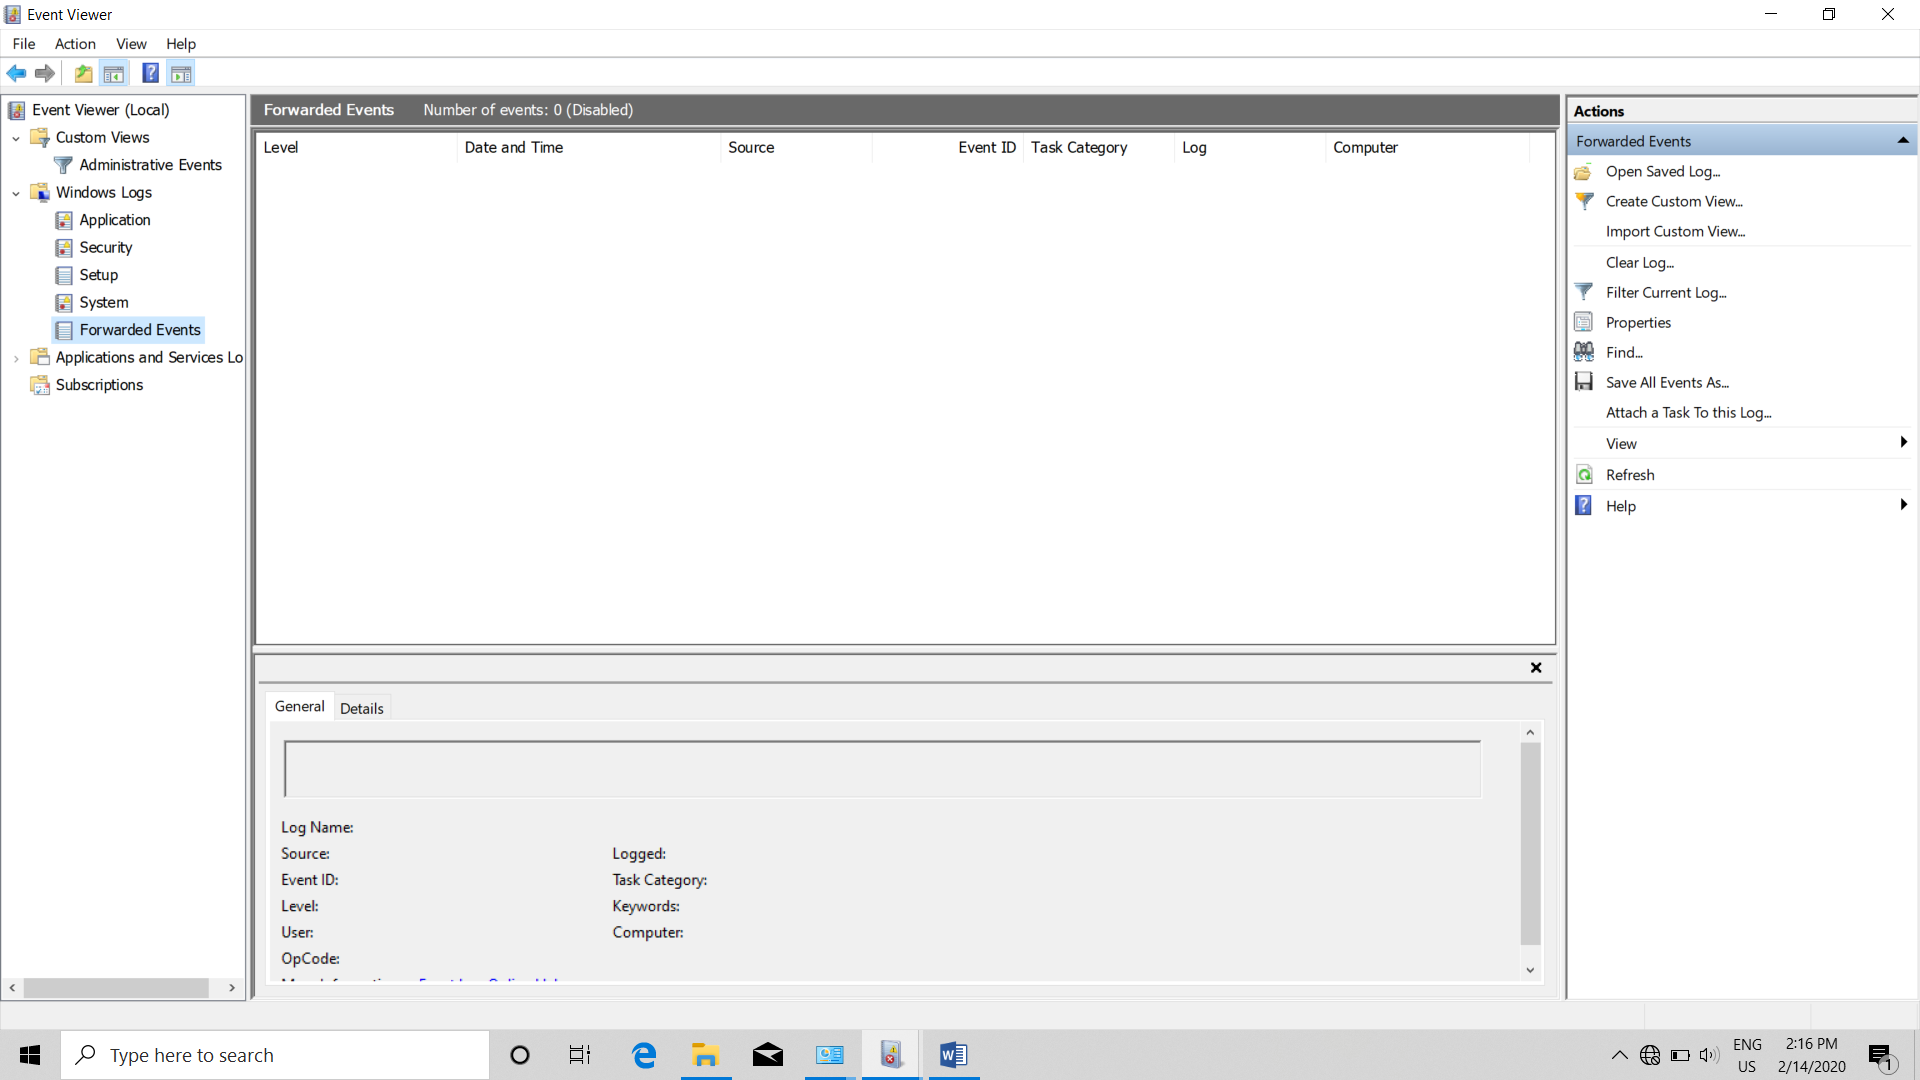 Event Viewer
File Action View Help
Event Viewer (Local)
Custom Views
Administrative Events
Windows Logs
Application
Security
Setup
System
Forwarded Events
Applications and Services Lo
Subscriptions
Forwarded Events Number of events: 0 (Disabled)
Level Date and Time Source Event ID Task Category Log Computer
General Details
Log Name:
Source: Logged:
Event ID: Task Category:
Level: Keywords:
User: Computer:
OpCode:
Actions
Forwarded Events
Open Saved Log...
Create Custom View...
Import Custom View...
Clear Log...
Filter Current Log...
Properties
Find...
Save All Events As...
Attach a Task To this Log...
View
Refresh
Help
Type here to search
ENG
US
2:16 PM
2/14/2020
1